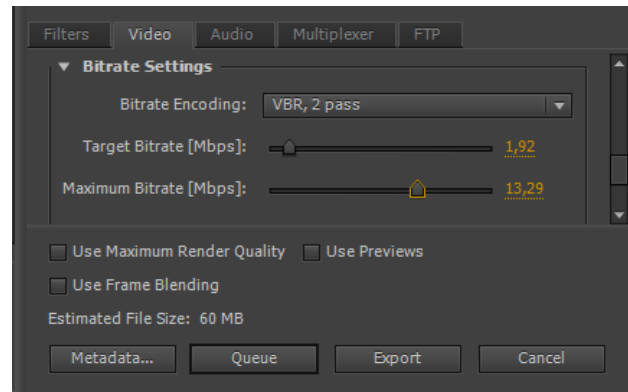 Filters Video Audio Multiplexer FTP
Bitrate Settings
Bitrate Encoding: VBR, 2 pass
Target Bitrate [Mbps]: 1,92
Maximum Bitrate [Mbps]: 13,29
Use Maximum Render Quality Use Previews
Use Frame Blending
Estimated File Size: 60 MB
Metadata... Queue Export Cancel